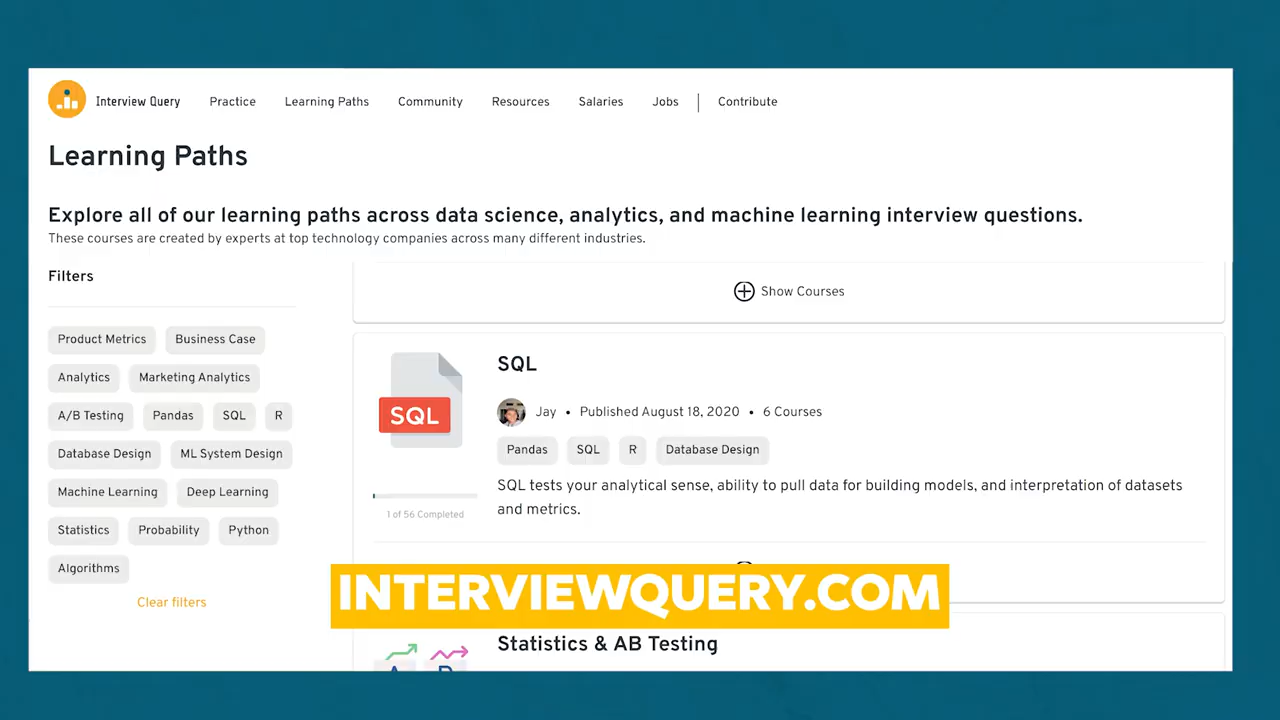 Interview Query Practice Learning Paths Community Resources Salaries Jobs | Contribute
Learning Paths
Explore all of our learning paths across data science, analytics, and machine learning interview questions.
These courses are created by experts at top technology companies across many different industries.
Filters
Product Metrics Business Case
Analytics Marketing Analytics
A/B Testing Pandas SQL R
Database Design ML System Design
Machine Learning Deep Learning
Statistics Probability Python
Algorithms
Clear filters
Show Courses
SQL
SQL
Jay • Published August 18, 2020 • 6 Courses
Pandas SQL R Database Design
SQL tests your analytical sense, ability to pull data for building models, and interpretation of datasets
and metrics.
1 of 56 Completed
INTERVIEWQUERY.COM
Statistics & AB Testing